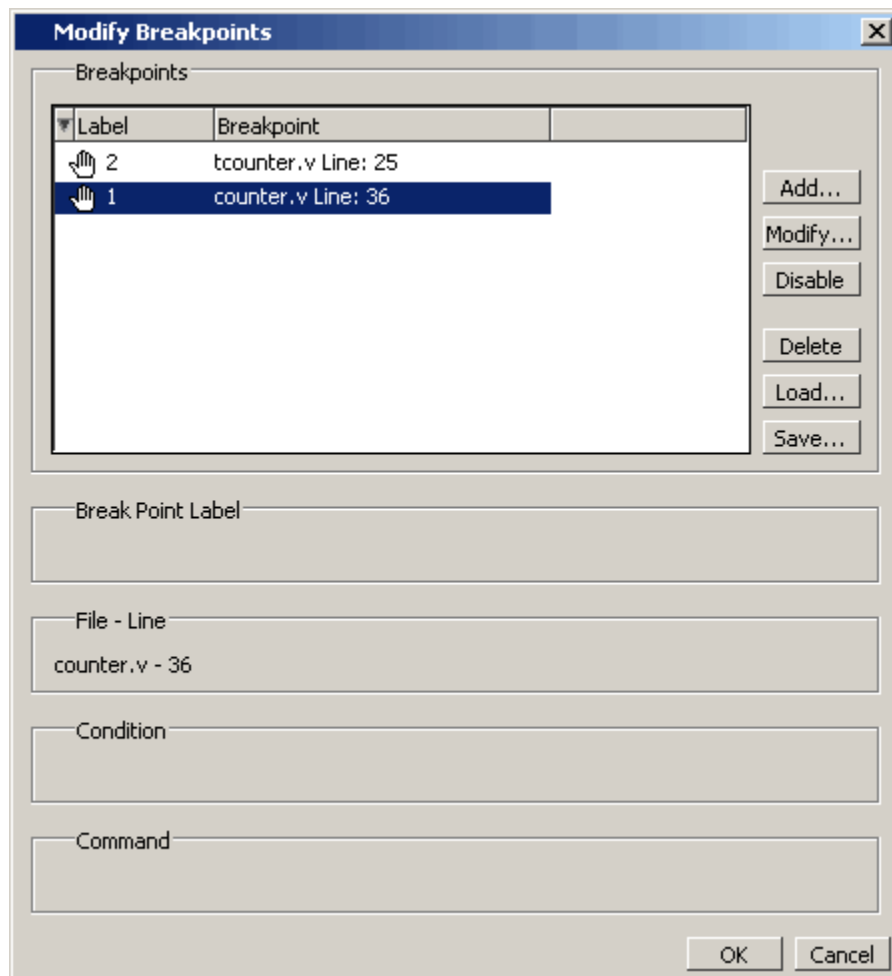 Modify Breakpoints
Breakpoints
Label Breakpoint
2 tcounter.v Line: 25
1 counter.v Line: 36
Add...
Modify...
Disable
Delete
Load...
Save...
Break Point Label
File - Line
counter.v - 36
Condition
Command
OK Cancel